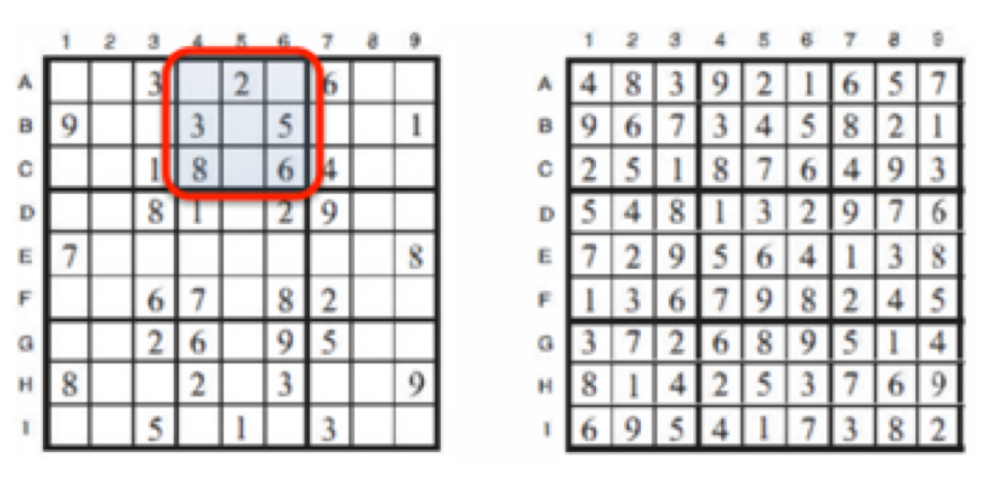 1 2 3 4 5 6 7 8 9
A 3 2 6
B 9 3 5 1
C 1 8 6 4
D 8 1 2 9
E 7 8
F 6 7 8 2
G 2 6 9 5
H 8 2 3 9
I 5 1 3
1 2 3 4 5 6 7 8 9
A 4 8 3 9 2 1 6 5 7
B 9 6 7 3 4 5 8 2 1
C 2 5 1 8 7 6 4 9 3
D 5 4 8 1 3 2 9 7 6
E 7 2 9 5 6 4 1 3 8
F 1 3 6 7 9 8 2 4 5
G 3 7 2 6 8 9 5 1 4
H 8 1 4 2 5 3 7 6 9
I 6 9 5 4 1 7 3 8 2